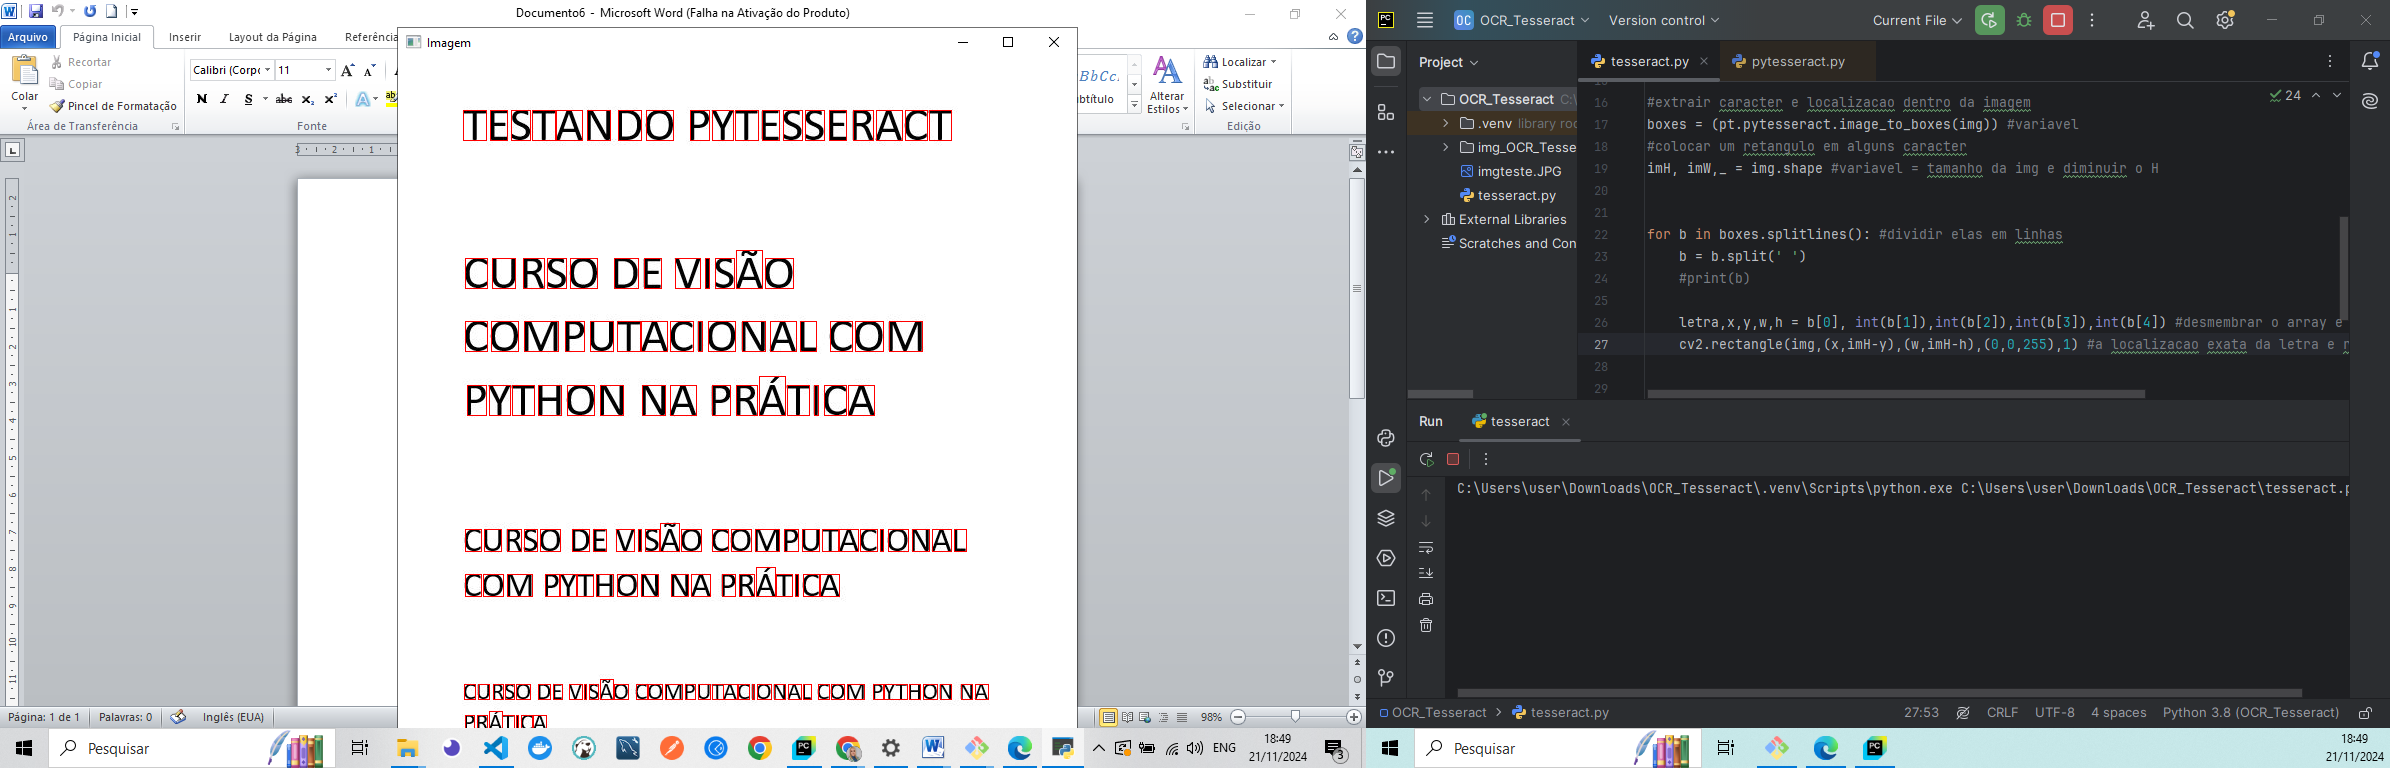 Documento6 - Microsoft Word (Falha na Ativação do Produto)
Arquivo
Página Inicial
Inserir
Layout da Página
Referência
Recortar
Copiar
Pincel de Formatação
Colar
Área de Transferência
Calibri (Corpo
11
N I S abc x₂ x²
Fonte
AaBbCc.
btítulo
Alterar
Estilos
Localizar
Substituir
Selecionar
Edição
Imagem
TESTANDO PYTESSERACT
CURSO DE VISÃO
COMPUTACIONAL COM
PYTHON NA PRÁTICA
CURSO DE VISÃO COMPUTACIONAL
COM PYTHON NA PRÁTICA
CURSO DE VISÃO COMPUTACIONAL COM PYTHON NA
PRÁTICA
Página: 1 de 1
Palavras: 0
Inglês (EUA)
98%
Pesquisar
ENG
18:49
21/11/2024
3
PC
OC OCR_Tesseract
Version control
Current File
Project
OCR_Tesseract C:\
.venv library roo
img_OCR_Tesse
imgteste.JPG
tesseract.py
External Libraries
Scratches and Con
tesseract.py
pytesseract.py
24
16 #extrair caracter e localizacao dentro da imagem
17 boxes = (pt.pytesseract.image_to_boxes(img)) #variavel
18 #colocar um retangulo em alguns caracter
19 imH, imW,_ = img.shape #variavel = tamanho da img e diminuir o H
20
21
22 for b in boxes.splitlines(): #dividir elas em linhas
23 b = b.split(' ')
24 #print(b)
25
26 letra,x,y,w,h = b[0], int(b[1]),int(b[2]),int(b[3]),int(b[4]) #desmembrar o array e
27 cv2.rectangle(img,(x,imH-y),(w,imH-h),(0,0,255),1) #a localizacao exata da letra e r
28
29
Run
tesseract
C:\Users\user\Downloads\OCR_Tesseract\.venv\Scripts\python.exe C:\Users\user\Downloads\OCR_Tesseract\tesseract.p
OCR_Tesseract > tesseract.py
27:53
CRLF
UTF-8
4 spaces
Python 3.8 (OCR_Tesseract)
Pesquisar
18:49
21/11/2024